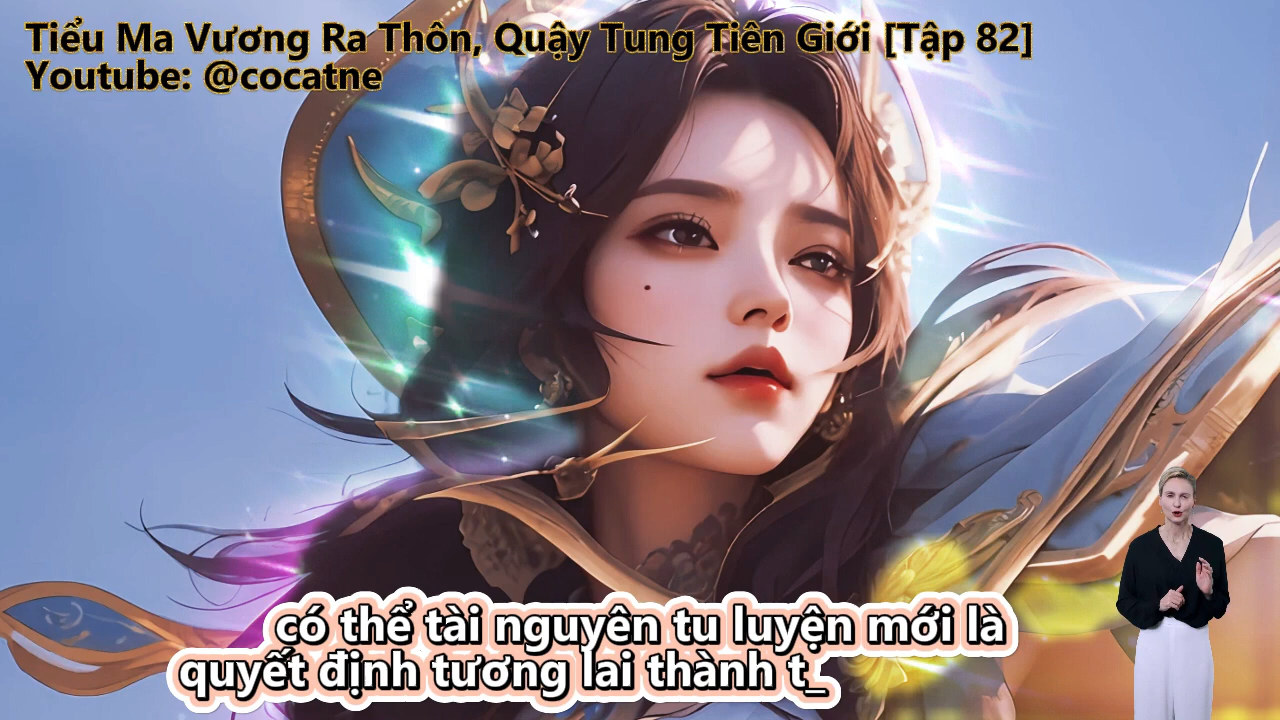 Tiểu Ma Vương Ra Thôn, Quậy Tung Tiên Giới [Tập 82]
Youtube: @cocatne
có thể tài nguyên tu luyện mới là
quyết định tương lai thành t_